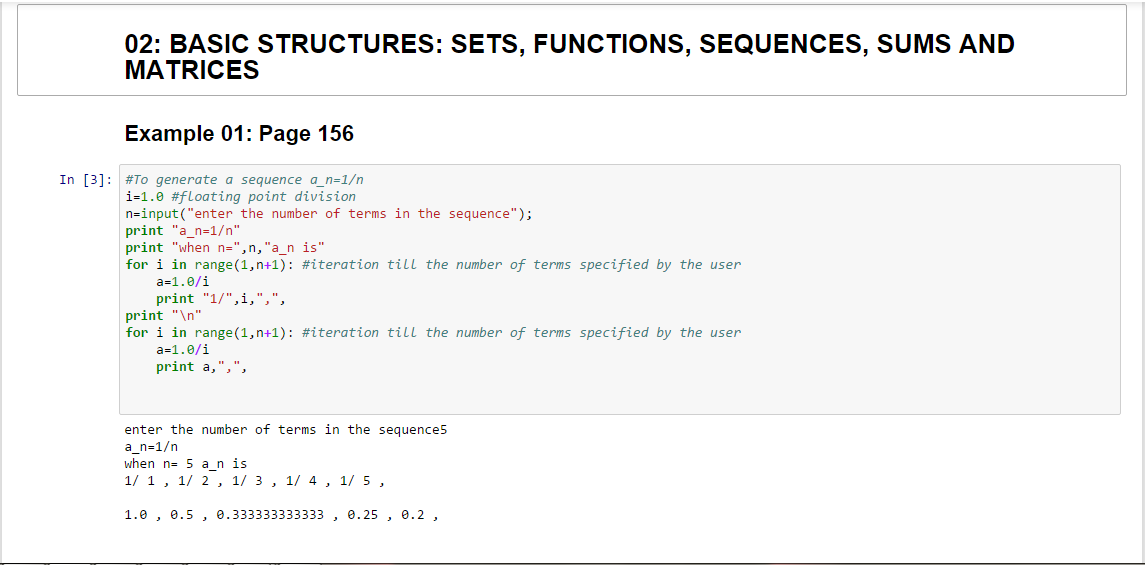 02: BASIC STRUCTURES: SETS, FUNCTIONS, SEQUENCES, SUMS AND
MATRICES
Example 01: Page 156
In [3]: #To generate a sequence a_n=1/n
i=1.0 #floating point division
n=input("enter the number of terms in the sequence");
print "a_n=1/n"
print "when n=",n,"a_n is"
for i in range(1,n+1): #iteration till the number of terms specified by the user
    a=1.0/i
    print "1/",i,",",
print "\n"
for i in range(1,n+1): #iteration till the number of terms specified by the user
    a=1.0/i
    print a,",",
enter the number of terms in the sequence5
a_n=1/n
when n= 5 a_n is
1/ 1 , 1/ 2 , 1/ 3 , 1/ 4 , 1/ 5 ,
1.0 , 0.5 , 0.333333333333 , 0.25 , 0.2 ,